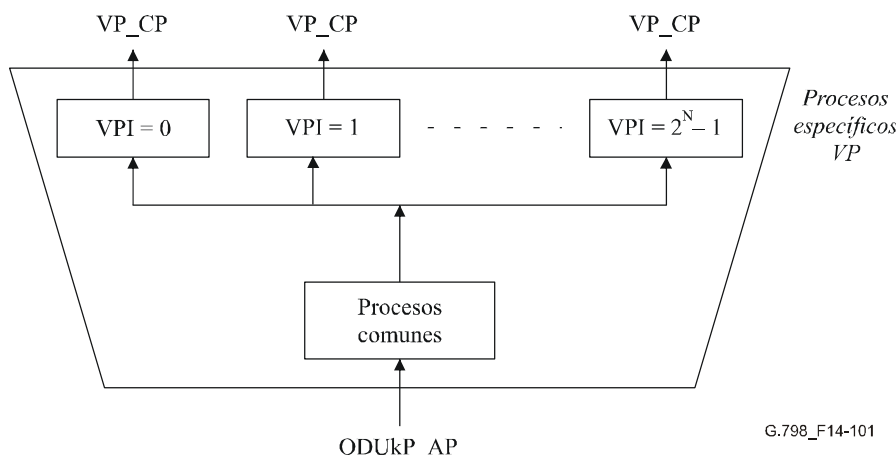 VP_CP VP_CP VP_CP
VPI = 0 VPI = 1 - - - - - - VPI = 2^N – 1
Procesos
específicos
VP
Procesos
comunes
ODUkP_AP
G.798_F14-101